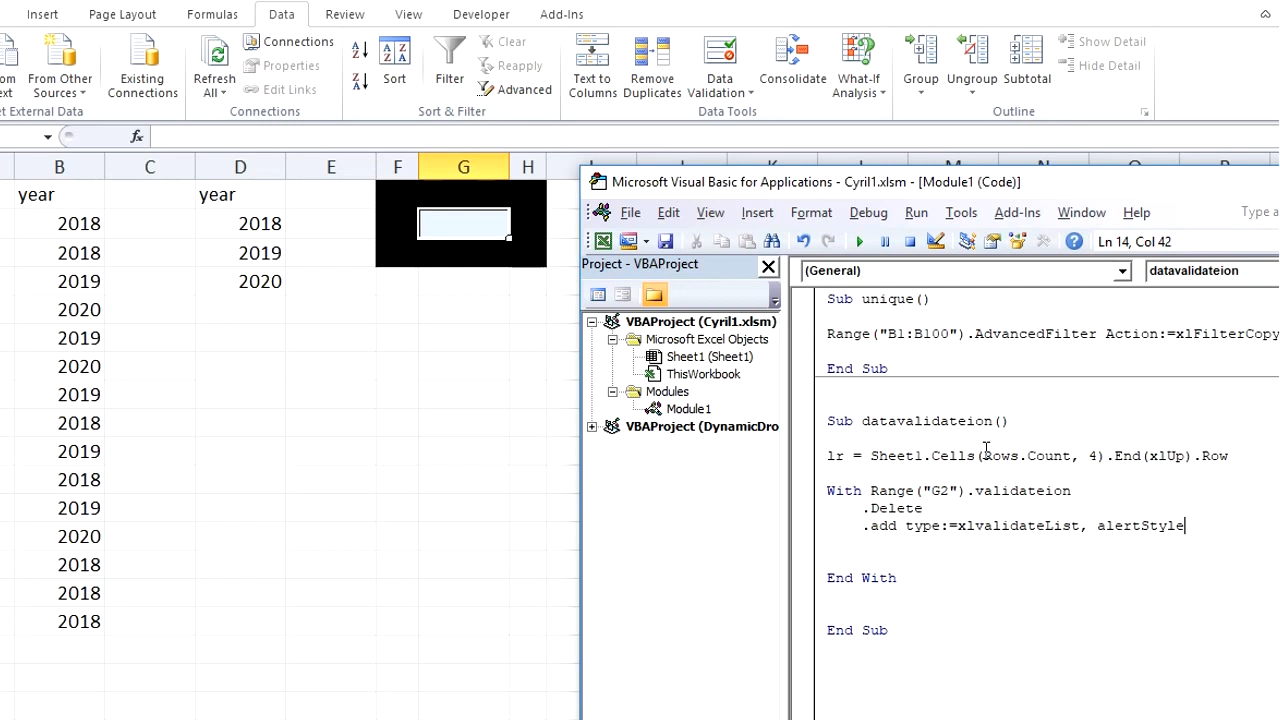 Insert Page Layout Formulas Data Review View Developer Add-Ins
From Other Sources Existing Connections Refresh All Connections Properties Edit Links Sort Filter Clear Reapply Advanced Text to Columns Remove Duplicates Data Validation Consolidate What-If Analysis Group Ungroup Subtotal Show Detail Hide Detail
External Data Connections Sort & Filter Data Tools Outline
fx
B C D E F G H
year year
2018 2018
2018 2019
2019 2020
2020
2019
2020
2019
2018
2019
2018
2019
2020
2018
2018
2018
Microsoft Visual Basic for Applications - Cyril1.xlsm - [Module1 (Code)]
File Edit View Insert Format Debug Run Tools Add-Ins Window Help Type a
Ln 14, Col 42
Project - VBAProject
VBAProject (Cyril1.xlsm)
Microsoft Excel Objects
Sheet1 (Sheet1)
ThisWorkbook
Modules
Module1
VBAProject (DynamicDro
(General) datavalidateion
Sub unique()
Range("B1:B100").AdvancedFilter Action:=xlFilterCopy
End Sub
Sub datavalidateion()
lr = Sheet1.Cells(Rows.Count, 4).End(xlUp).Row
With Range("G2").validateion
.Delete
.add type:=xlvalidateList, alertStyle
End With
End Sub